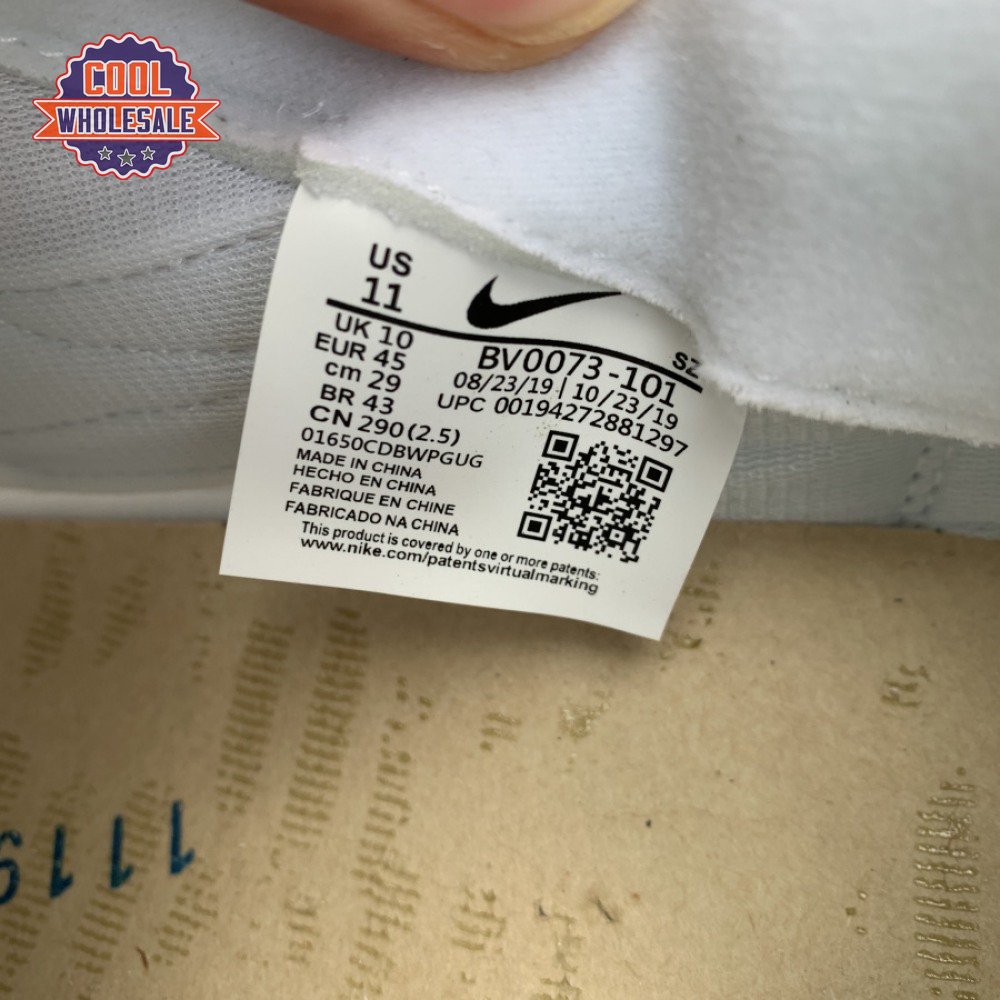 COOL
WHOLESALE
US
11
UK 10
EUR 45
cm 29
BR 43
CN 290 (2.5)
01650CDBWPGUG
MADE IN CHINA
HECHO EN CHINA
FABRIQUE EN CHINE
FABRICADO NA CHINA
SZ
BV0073-101
08/23/19 | 10/23/19
UPC 00194272881297
This product is covered by one or more patents:
www.nike.com/patentsvirtualmarking